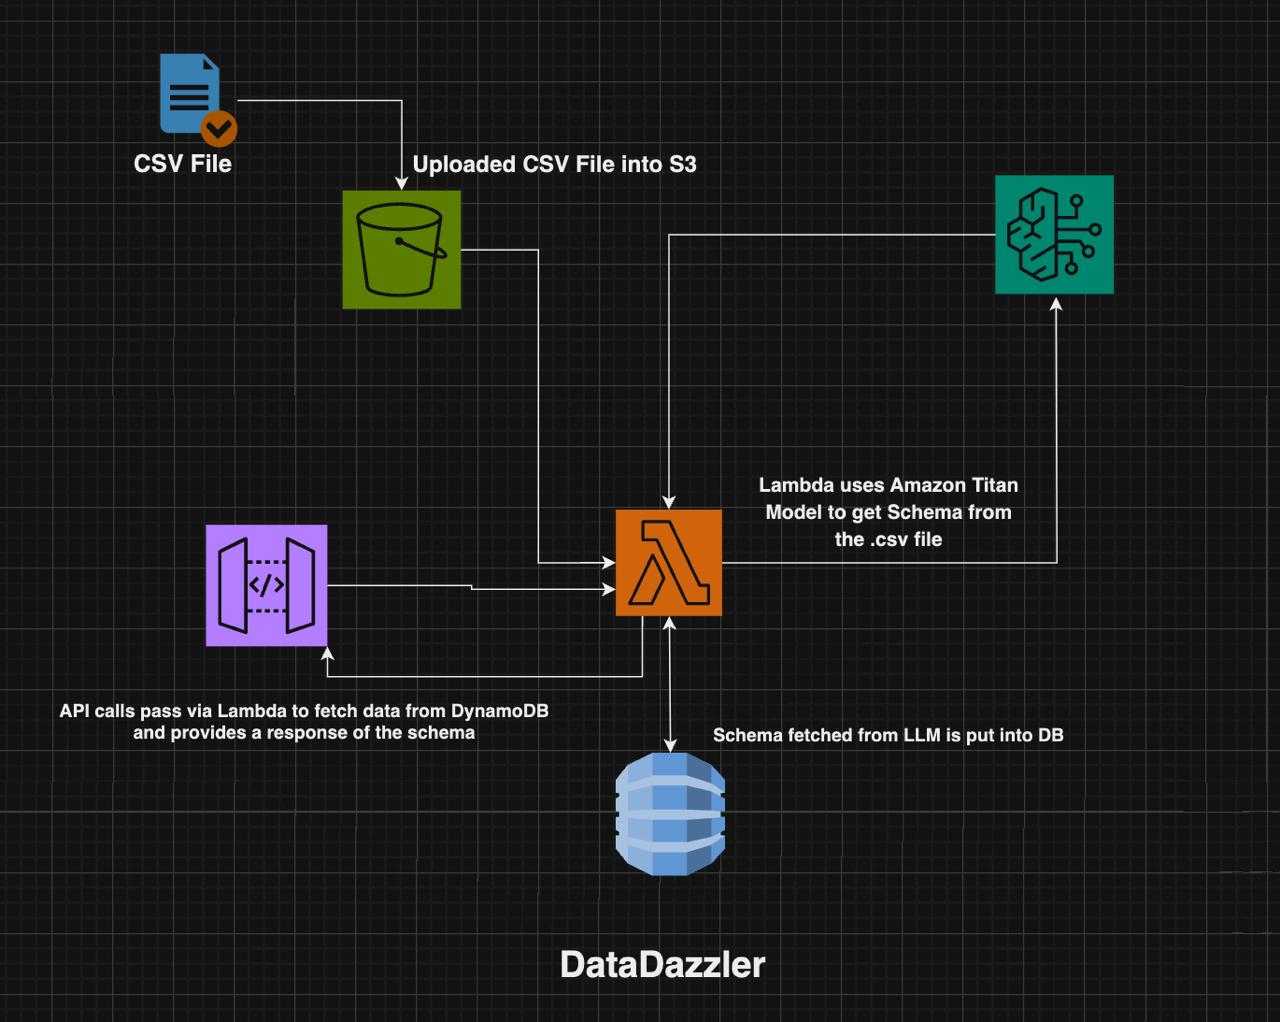 CSV File
Uploaded CSV File into S3
Lambda uses Amazon Titan
Model to get Schema from
the .csv file
</>
API calls pass via Lambda to fetch data from DynamoDB
and provides a response of the schema
Schema fetched from LLM is put into DB
DataDazzler